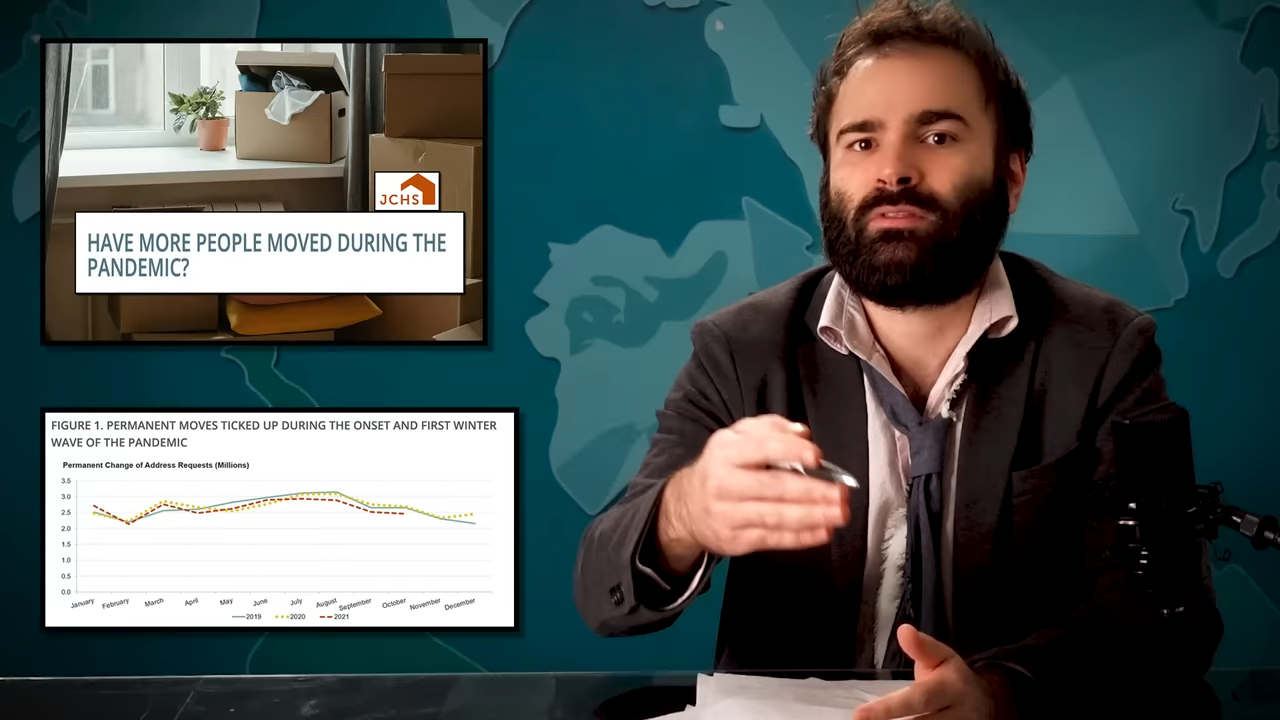 JCHS
HAVE MORE PEOPLE MOVED DURING THE
PANDEMIC?
FIGURE 1. PERMANENT MOVES TICKED UP DURING THE ONSET AND FIRST WINTER
WAVE OF THE PANDEMIC
Permanent Change of Address Requests (Millions)
3.5
3.0
2.5
2.0
1.5
1.0
0.5
0.0
January February March April May June July August September October November December
2019 2020 2021